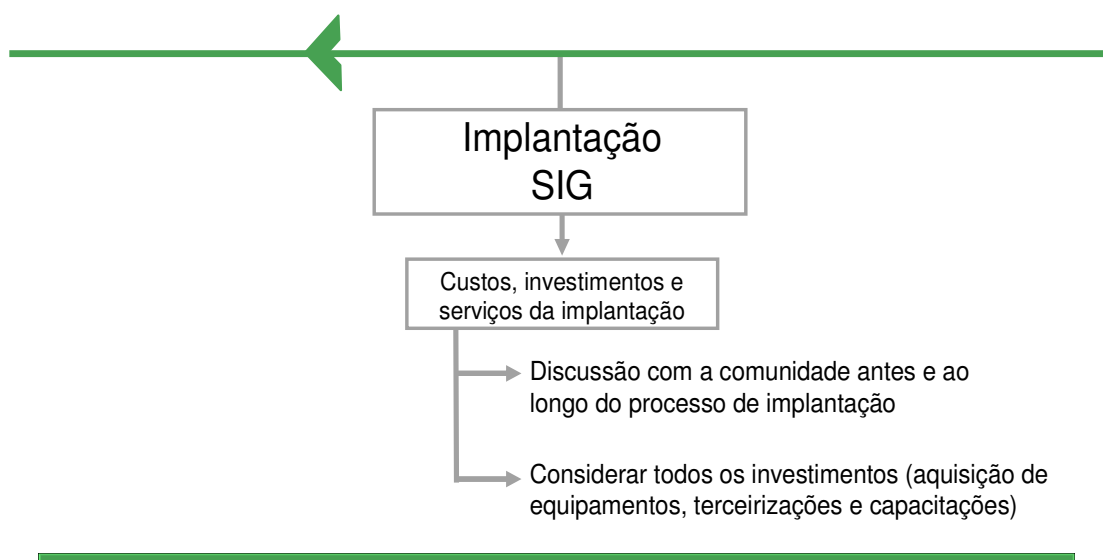 Implantação
SIG
Custos, investimentos e
serviços da implantação
Discussão com a comunidade antes e ao
longo do processo de implantação
Considerar todos os investimentos (aquisição de
equipamentos, terceirizações e capacitações)